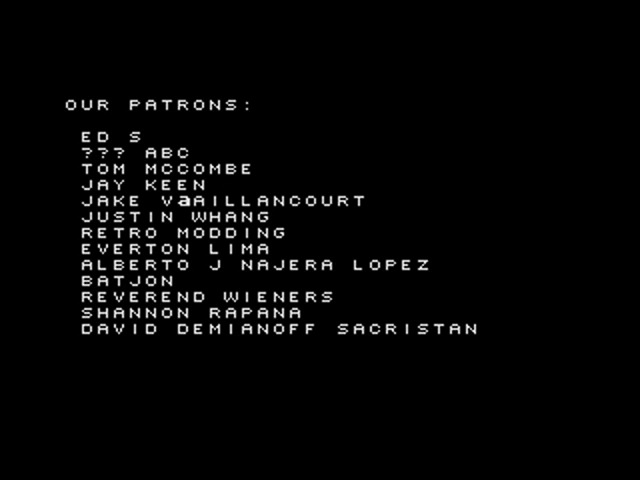 OUR PATRONS:
ED S
??? ABC
TOM MCCOMBE
JAY KEEN
JAKE VaAILLANCOURT
JUSTIN WHANG
RETRO MODDING
EVERTON LIMA
ALBERTO J NAJERA LOPEZ
BATJON
REVEREND WIENERS
SHANNON RAPANA
DAVID DEMIANOFF SACRISTAN